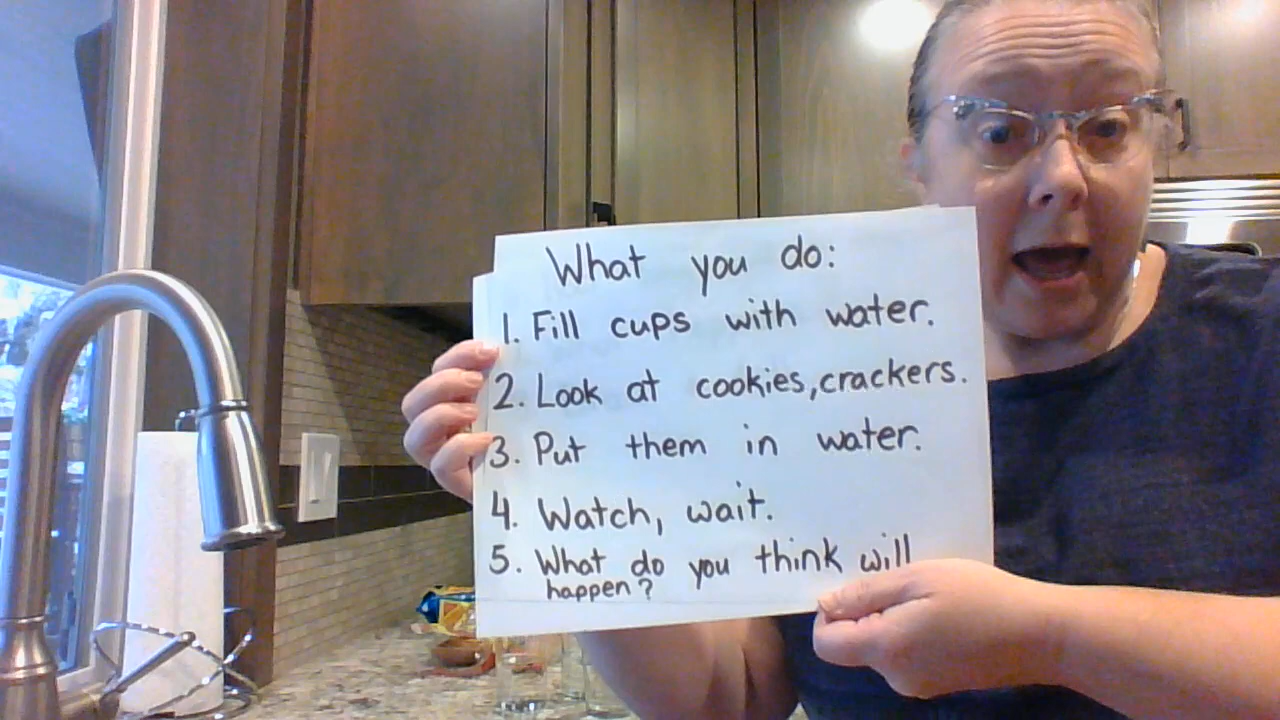 What you do:
1. Fill cups with water.
2. Look at cookies, crackers.
3. Put them in water.
4. Watch, wait.
5. What do you think will
happen?